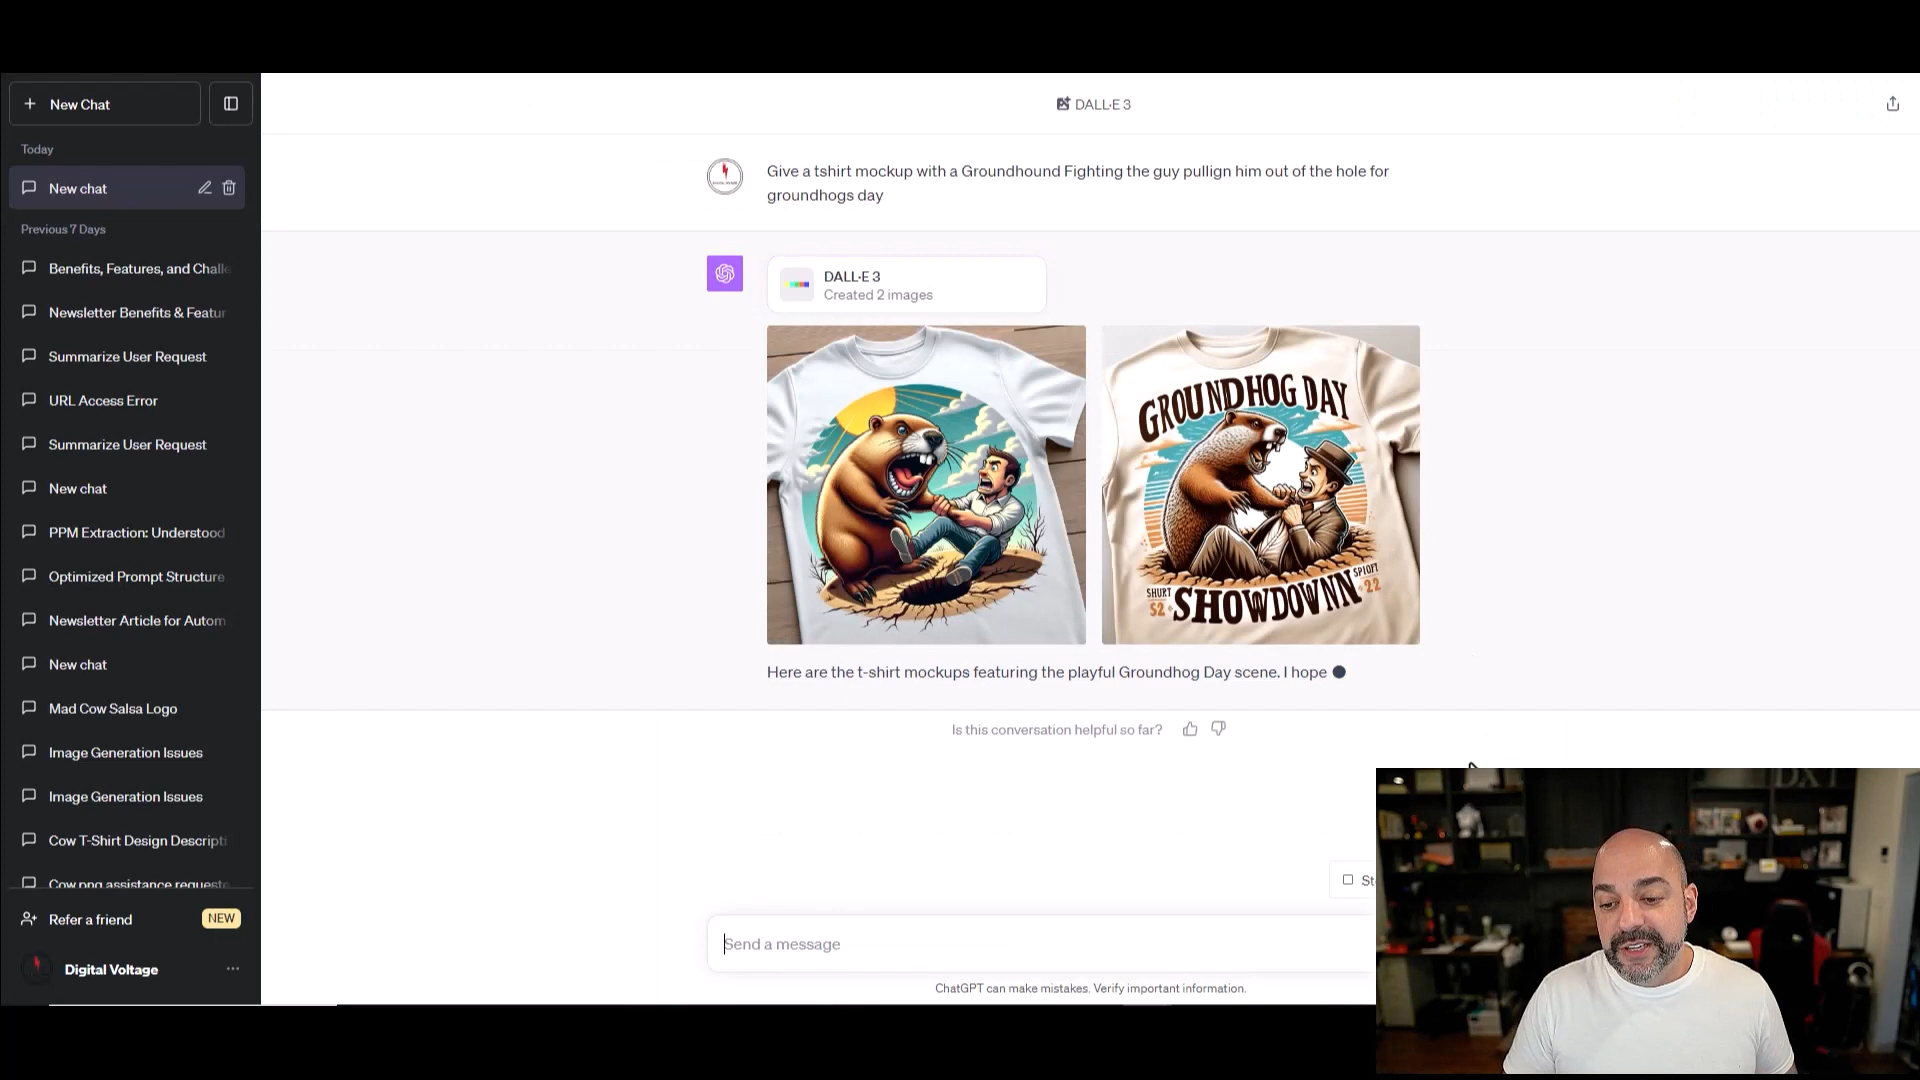 New Chat
Today
New chat
Previous 7 Days
Benefits, Features, and Challe
Newsletter Benefits & Featur
Summarize User Request
URL Access Error
Summarize User Request
New chat
PPM Extraction: Understood
Optimized Prompt Structure
Newsletter Article for Autom
New chat
Mad Cow Salsa Logo
Image Generation Issues
Image Generation Issues
Cow T-Shirt Design Descripti
Cow png assistance requeste
Refer a friend
NEW
Digital Voltage
DALL·E 3
Give a tshirt mockup with a Groundhound Fighting the guy pullign him out of the hole for
groundhogs day
DALL·E 3
Created 2 images
GROUNDHOG DAY
SHURT
S2
SHOWDOWNN
SPIOFT
22
Here are the t-shirt mockups featuring the playful Groundhog Day scene. I hope
Is this conversation helpful so far?
St
Send a message
ChatGPT can make mistakes. Verify important information.